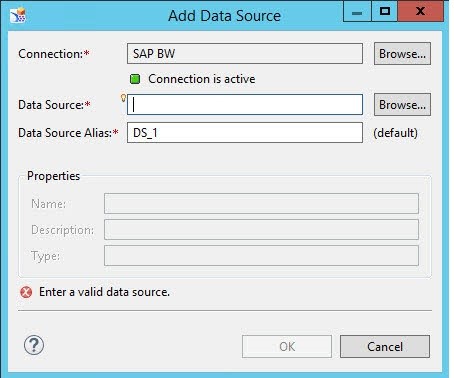 Add Data Source
Connection:* SAP BW Browse...
Connection is active
Data Source:* Browse...
Data Source Alias:* DS_1 (default)
Properties
Name:
Description:
Type:
Enter a valid data source.
? OK Cancel